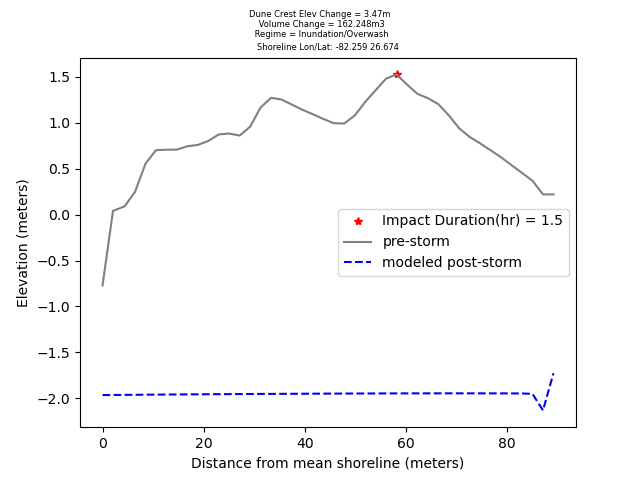 Dune Crest Elev Change = 3.47m
Volume Change = 162.248m3
Regime = Inundation/Overwash
Shoreline Lon/Lat: -82.259 26.674
1.5
1.0
0.5
0.0
−0.5
−1.0
−1.5
−2.0
Elevation (meters)
Impact Duration(hr) = 1.5
pre-storm
modeled post-storm
0
20
40
60
80
Distance from mean shoreline (meters)